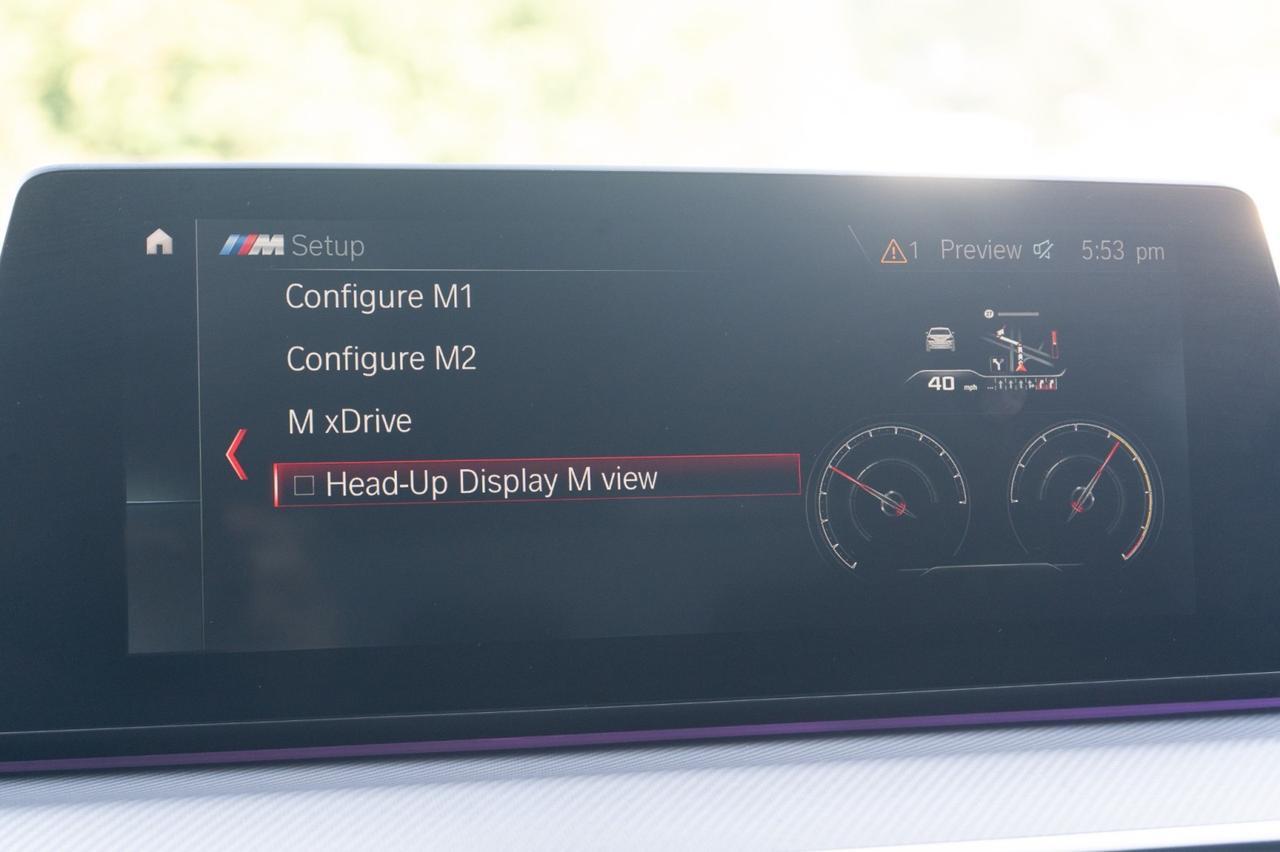 M Setup
1 Preview 5:53 pm
Configure M1
Configure M2
M xDrive
Head-Up Display M view
40 mph